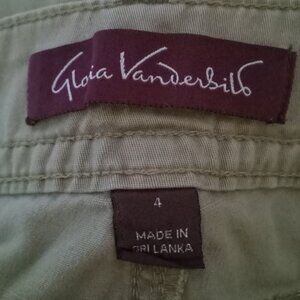 Gloria Vanderbilt
4
MADE IN
SRI LANKA